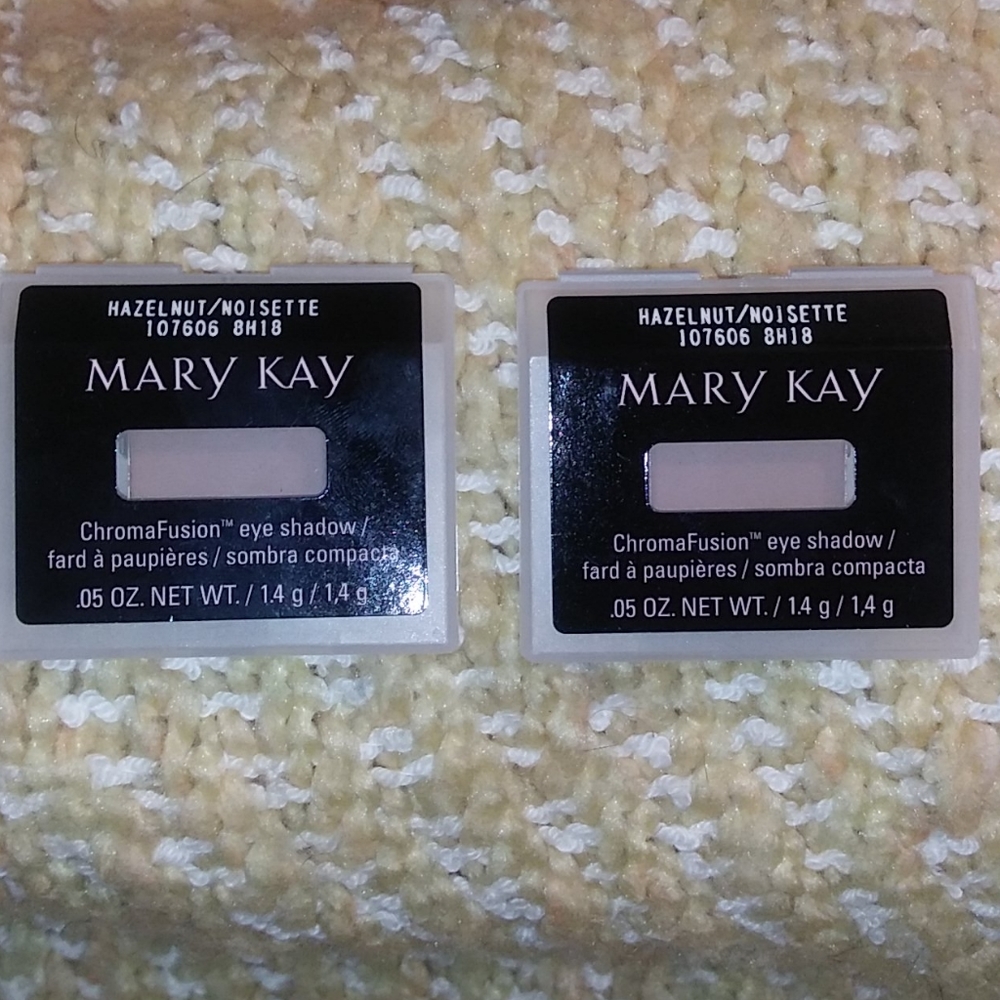 HAZELNUT/NOISETTE
107606 8H18
MARY KAY
ChromaFusion™ eye shadow /
fard à paupières / sombra compacta
.05 OZ. NET WT. / 1.4 g / 1,4 g
HAZELNUT/NOISETTE
107606 8H18
MARY KAY
ChromaFusion™ eye shadow /
fard à paupières / sombra compacta
.05 OZ. NET WT. / 1.4 g / 1,4 g